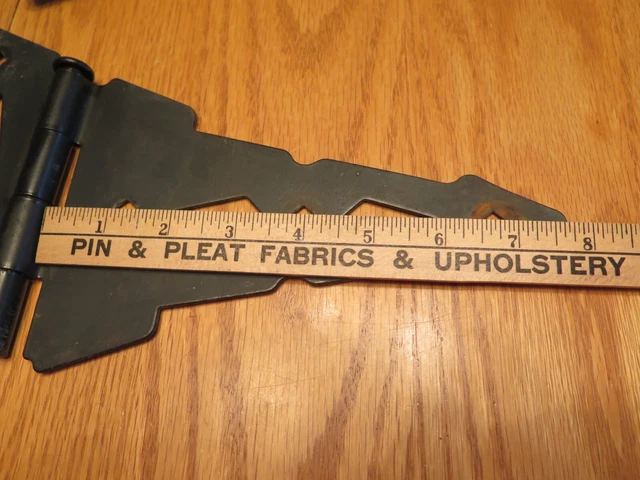 1 2 3 4 5 6 7 8
PIN & PLEAT FABRICS & UPHOLSTERY